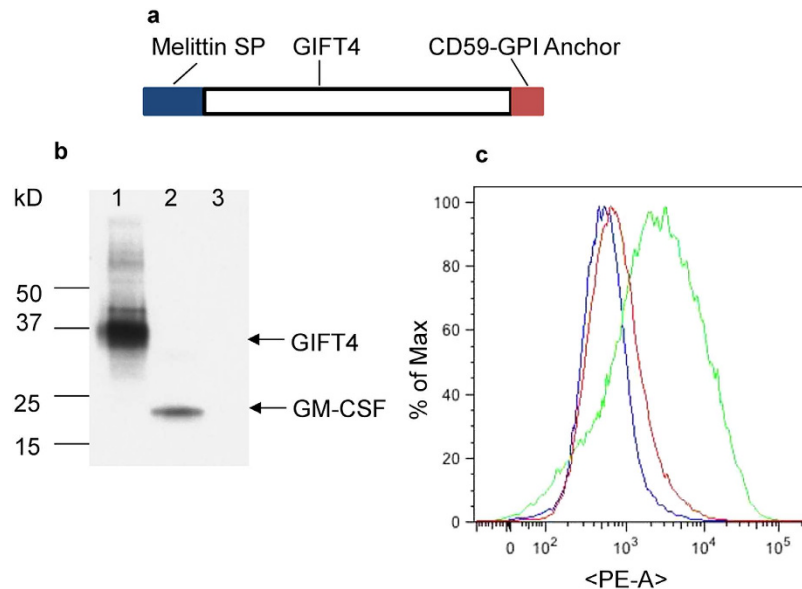 a
Melittin SP GIFT4 CD59-GPI Anchor
b
kD 1 2 3
50
37
GIFT4
25
GM-CSF
15
c
100
80
60
40
20
0
% of Max
0 10² 10³ 10⁴ 10⁵
<PE-A>